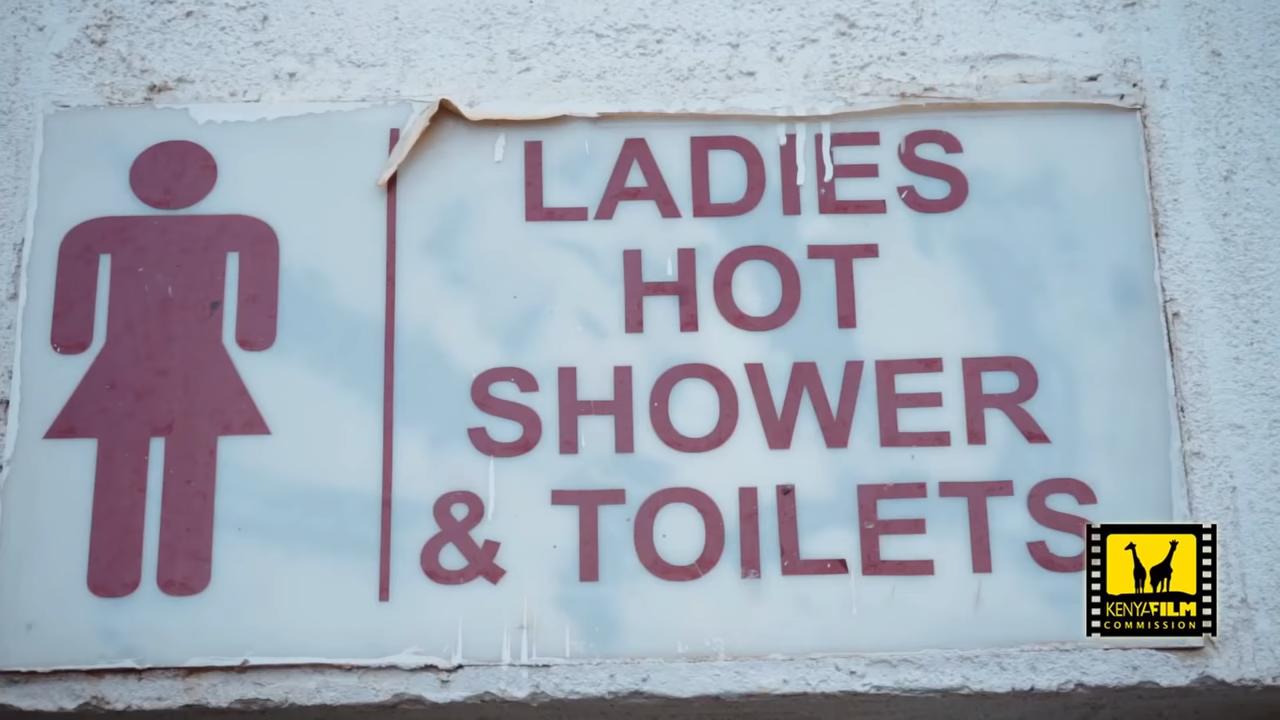 LADIES
HOT
SHOWER
& TOILETS
KENYA FILM
COMMISSION